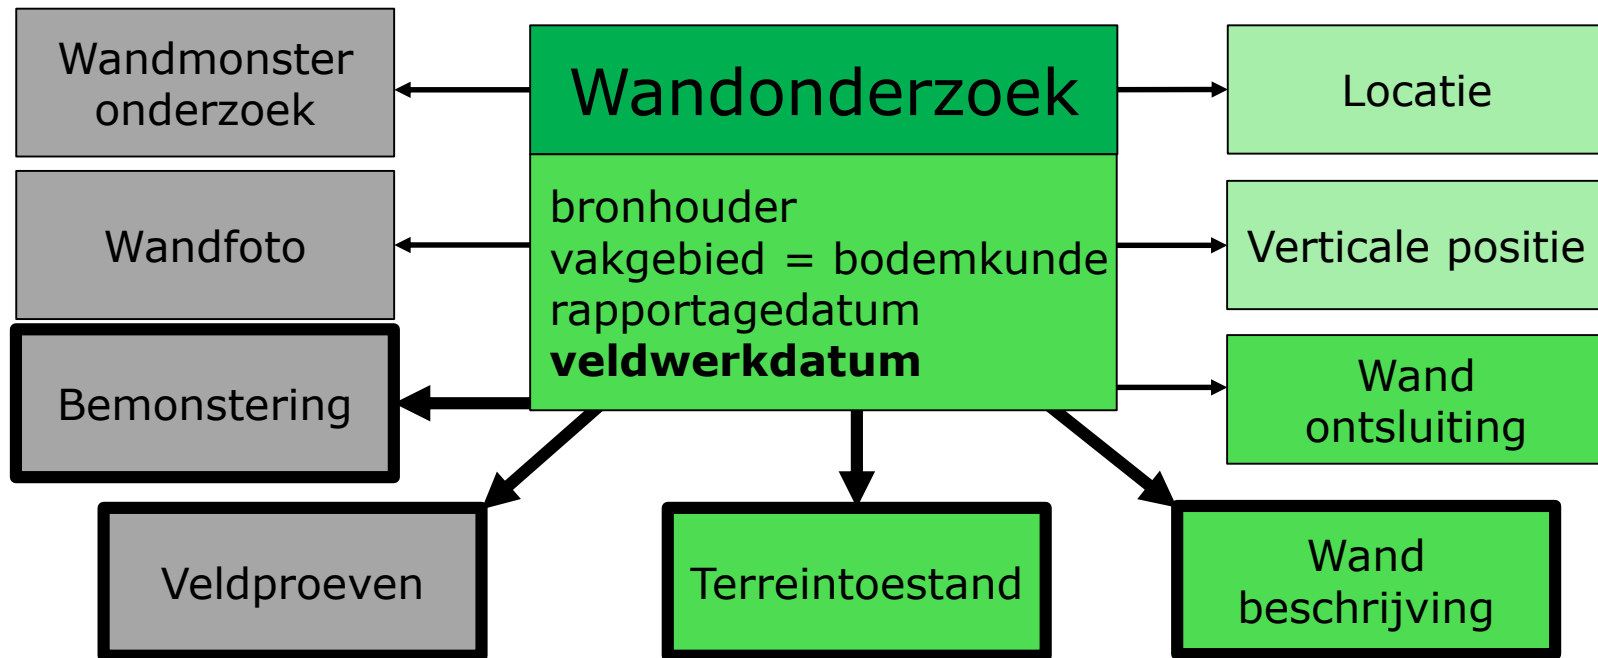 Wandmonster
onderzoek
Wandonderzoek
Locatie
Wandfoto
bronhouder
vakgebied = bodemkunde
rapportagedatum
veldwerkdatum
Verticale positie
Bemonstering
Wand
ontsluiting
Veldproeven
Terreintoestand
Wand
beschrijving